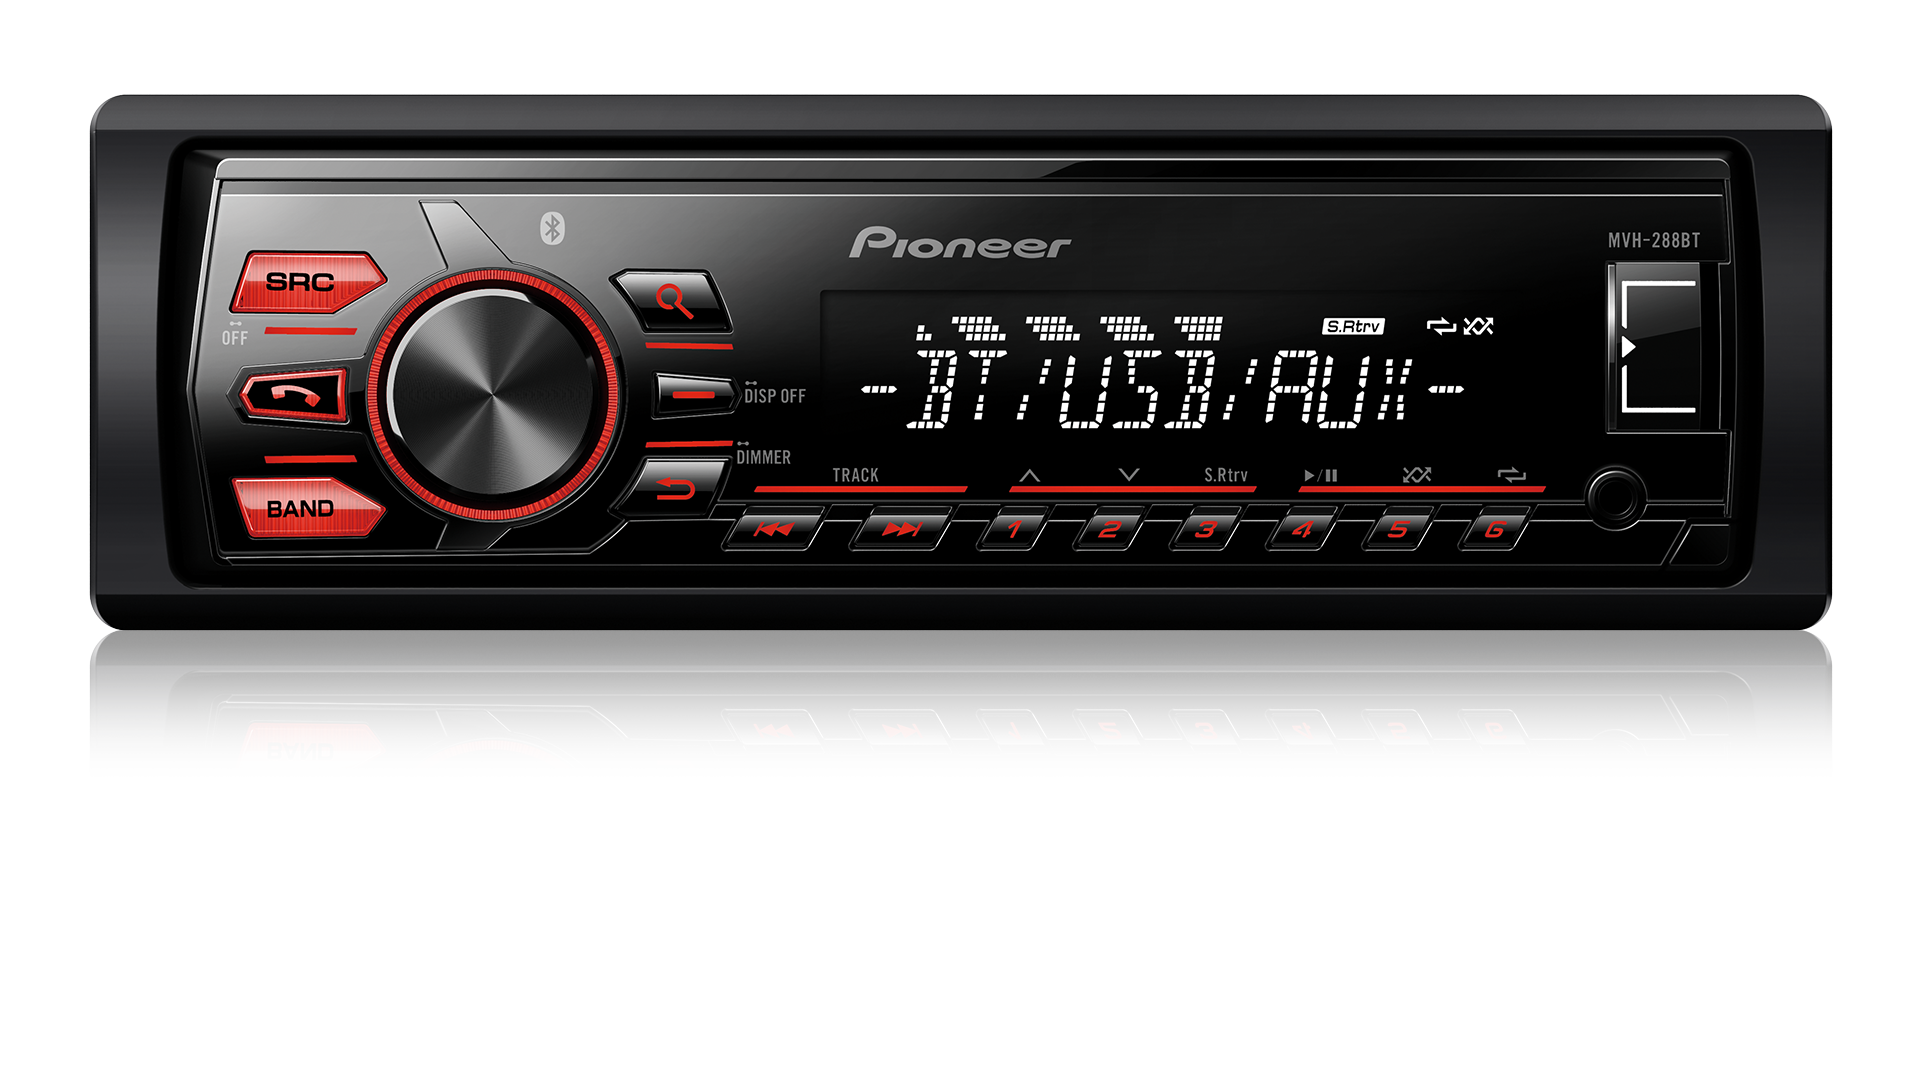 Pioneer
MVH-288BT
SRC
OFF
BAND
DISP OFF
DIMMER
S.Rtrv
-BT/USB/AUX-
TRACK
S.Rtrv
1 2 3 4 5 6